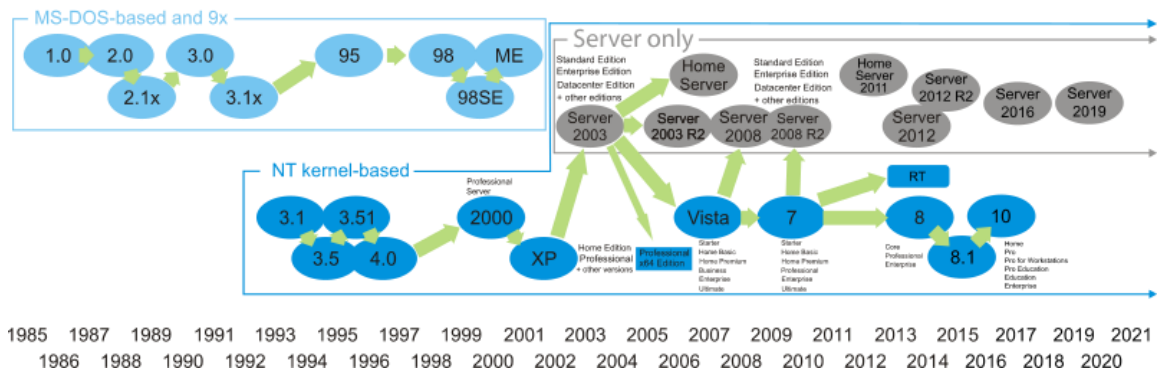 MS-DOS-based and 9x
1.0
2.0
3.0
95
98
ME
2.1x
3.1x
98SE
Server only
Standard Edition
Enterprise Edition
Datacenter Edition
+ other editions
Home
Server
Standard Edition
Enterprise Edition
Datacenter Edition
+ other editions
Home
Server
2011
Server
2012 R2
Server
2016
Server
2019
Server
2003
Server
2003 R2
Server
2008
Server
2008 R2
Server
2012
NT kernel-based
Professional
Server
RT
3.1
3.51
2000
Vista
7
8
10
3.5
4.0
XP
Home Edition
Professional
+ other versions
Professional
x64 Edition
Starter
Home Basic
Home Premium
Business
Enterprise
Ultimate
Starter
Home Basic
Home Premium
Professional
Enterprise
Ultimate
Core
Professional
Enterprise
8.1
Home
Pro
Pro for Workstations
Pro Education
Education
Enterprise
1985 1987 1989 1991 1993 1995 1997 1999 2001 2003 2005 2007 2009 2011 2013 2015 2017 2019 2021
1986 1988 1990 1992 1994 1996 1998 2000 2002 2004 2006 2008 2010 2012 2014 2016 2018 2020